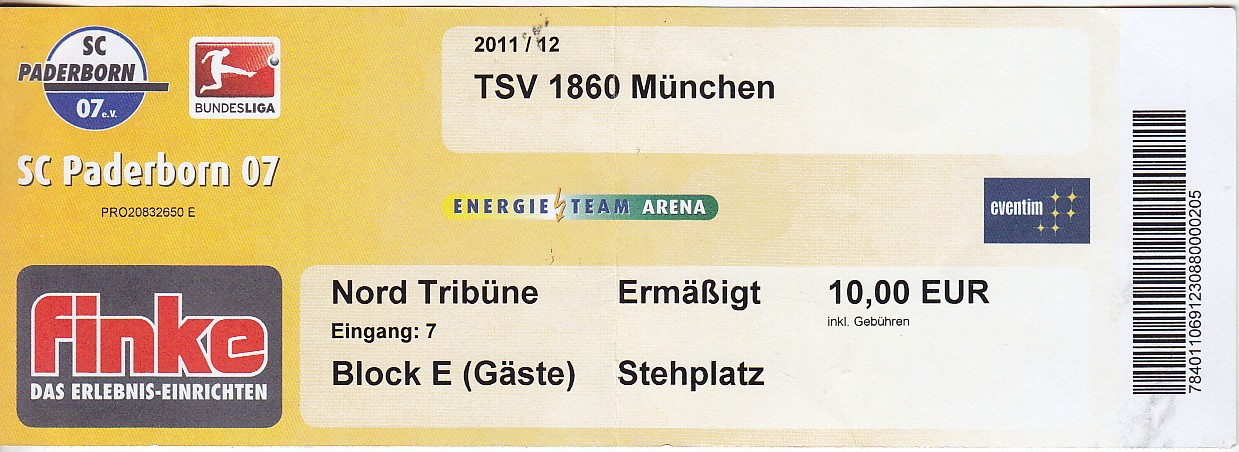 SC
PADERBORN
07 e.V.
BUNDESLIGA
SC Paderborn 07
PRO20832650 E
finke
DAS ERLEBNIS-EINRICHTEN
2011 / 12
TSV 1860 München
ENERGIE TEAM ARENA
eventim
Nord Tribüne Ermäßigt 10,00 EUR
Eingang: 7 inkl. Gebühren
Block E (Gäste) Stehplatz
7840110691230880000205